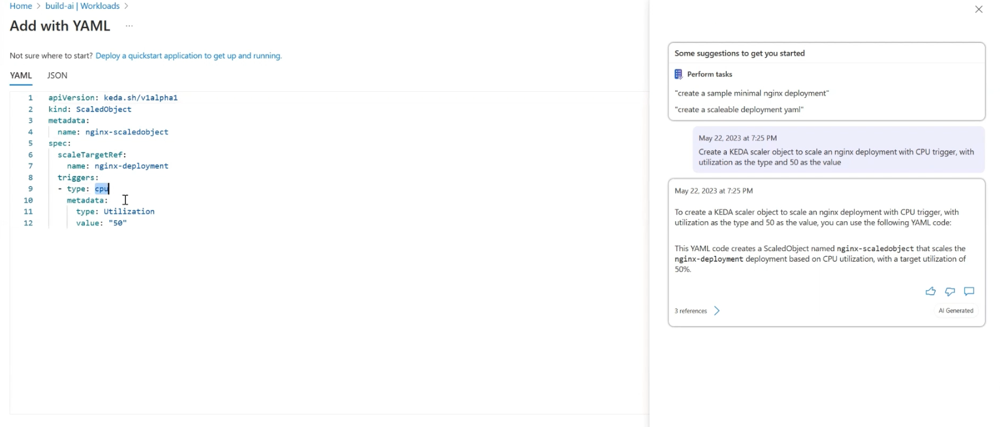 Home > build-ai | Workloads >
Add with YAML ...
Not sure where to start? Deploy a quickstart application to get up and running.
YAML JSON
1 apiVersion: keda.sh/v1alpha1
2 kind: ScaledObject
3 metadata:
4   name: nginx-scaledobject
5 spec:
6   scaleTargetRef:
7     name: nginx-deployment
8   triggers:
9   - type: cpu
10     metadata:
11       type: Utilization
12       value: "50"
Some suggestions to get you started
Perform tasks
"create a sample minimal nginx deployment"
"create a scaleable deployment yaml"
May 22, 2023 at 7:25 PM
Create a KEDA scaler object to scale an nginx deployment with CPU trigger, with
utilization as the type and 50 as the value
May 22, 2023 at 7:25 PM
To create a KEDA scaler object to scale an nginx deployment with CPU trigger, with
utilization as the type and 50 as the value, you can use the following YAML code:
This YAML code creates a ScaledObject named nginx-scaledobject that scales the
nginx-deployment deployment based on CPU utilization, with a target utilization of
50%.
3 references >
AI Generated